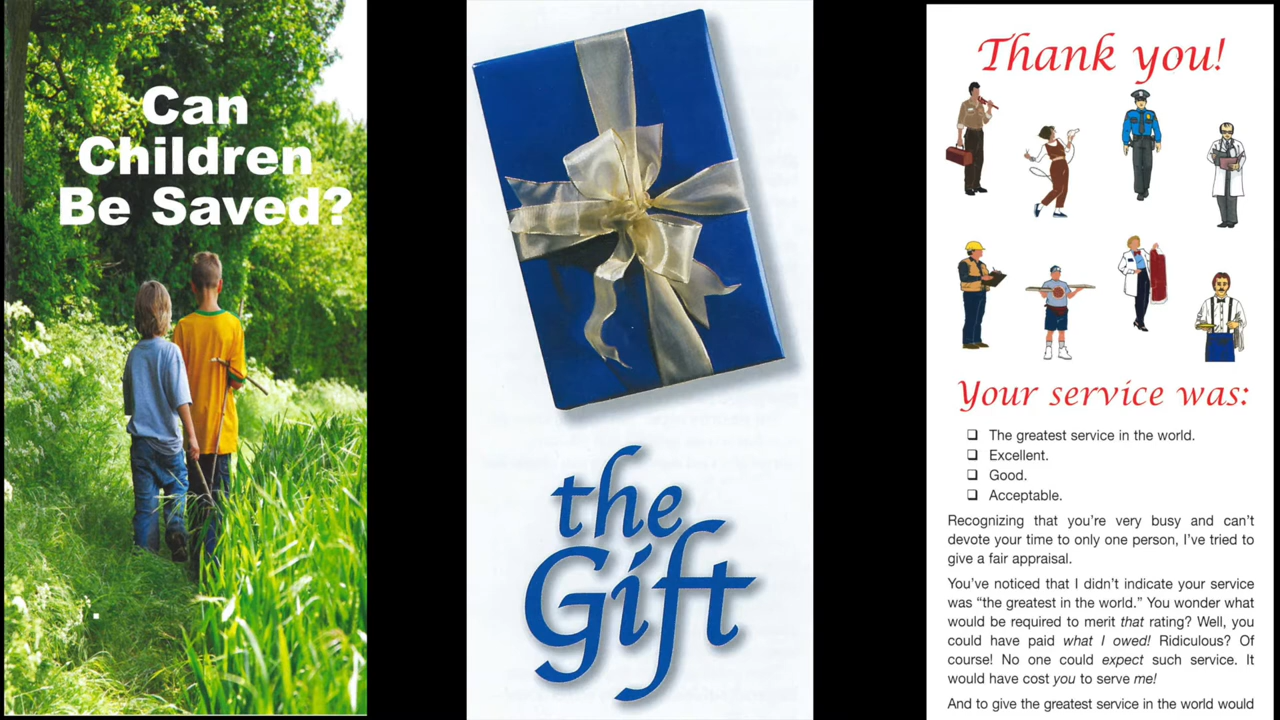 Can
Children
Be Saved?
the
Gift
Thank you!
Your service was:
❑ The greatest service in the world.
❑ Excellent.
❑ Good.
❑ Acceptable.
Recognizing that you’re very busy and can’t
devote your time to only one person, I’ve tried to
give a fair appraisal.
You’ve noticed that I didn’t indicate your service
was “the greatest in the world.” You wonder what
would be required to merit that rating? Well, you
could have paid what I owed! Ridiculous? Of
course! No one could expect such service. It
would have cost you to serve me!
And to give the greatest service in the world would